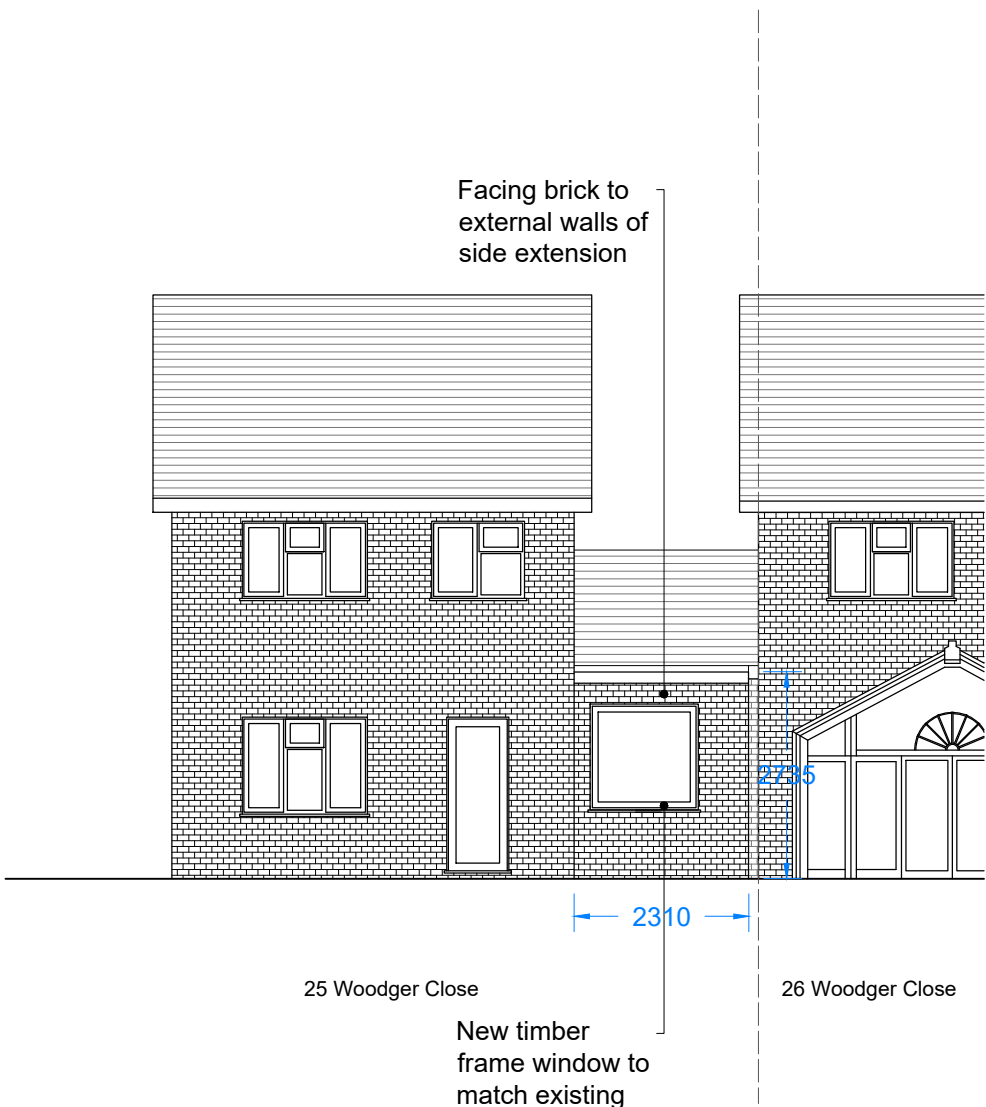 Facing brick to
external walls of
side extension
2735
2310
25 Woodger Close
26 Woodger Close
New timber
frame window to
match existing